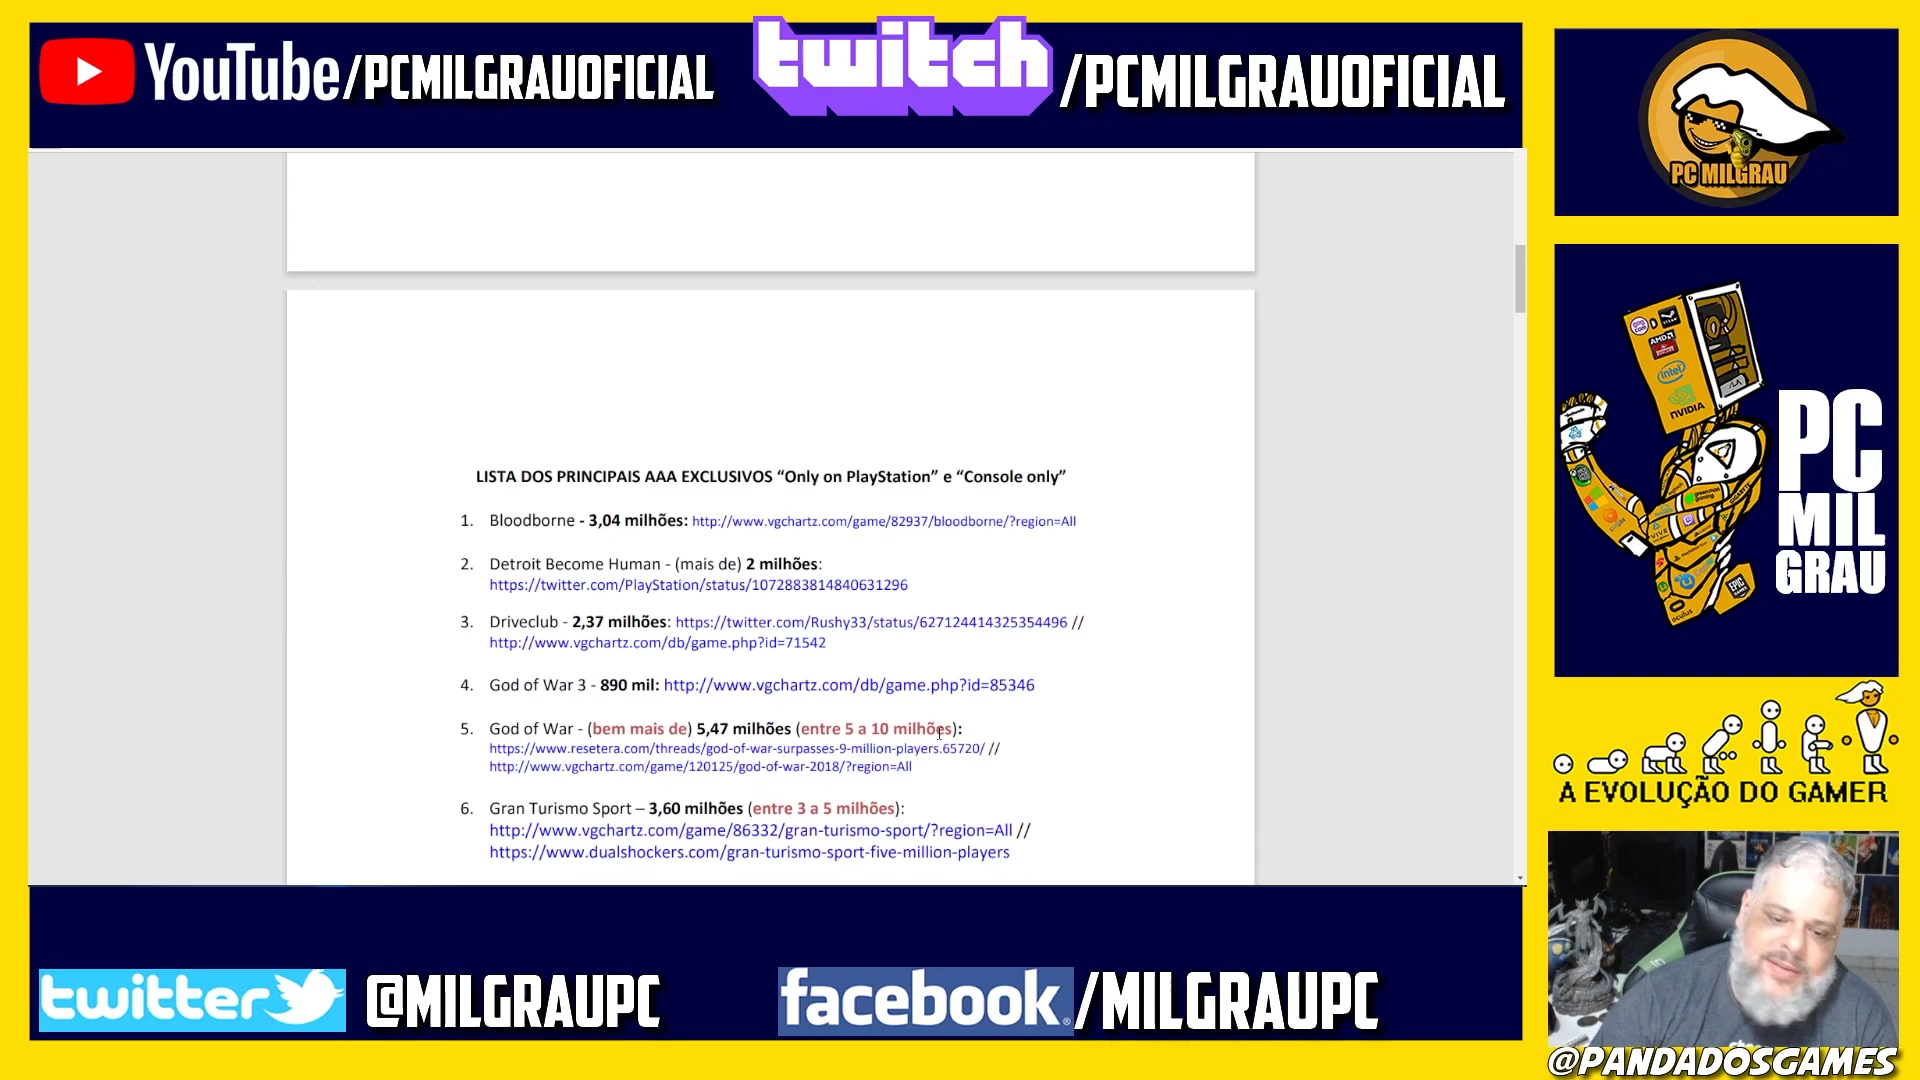 YouTube/PCMILGRAUOFICIAL
twitch/PCMILGRAUOFICIAL
PC MILGRAU
LISTA DOS PRINCIPAIS AAA EXCLUSIVOS “Only on PlayStation” e “Console only”
1. Bloodborne - 3,04 milhões: http://www.vgchartz.com/game/82937/bloodborne/?region=All
2. Detroit Become Human - (mais de) 2 milhões:
https://twitter.com/PlayStation/status/1072883814840631296
3. Driveclub - 2,37 milhões: https://twitter.com/Rushy33/status/627124414325354496 //
http://www.vgchartz.com/db/game.php?id=71542
4. God of War 3 - 890 mil: http://www.vgchartz.com/db/game.php?id=85346
5. God of War - (bem mais de) 5,47 milhões (entre 5 a 10 milhões):
https://www.resetera.com/threads/god-of-war-surpasses-9-million-players.65720/ //
http://www.vgchartz.com/game/120125/god-of-war-2018/?region=All
6. Gran Turismo Sport – 3,60 milhões (entre 3 a 5 milhões):
http://www.vgchartz.com/game/86332/gran-turismo-sport/?region=All //
https://www.dualshockers.com/gran-turismo-sport-five-million-players
AMD
intel
NVIDIA
EPIC
GAMES
oculus
VIVE
PC
MIL
GRAU
A EVOLUÇÃO DO GAMER
twitter @MILGRAUPC
facebook /MILGRAUPC
@PANDADOSGAMES